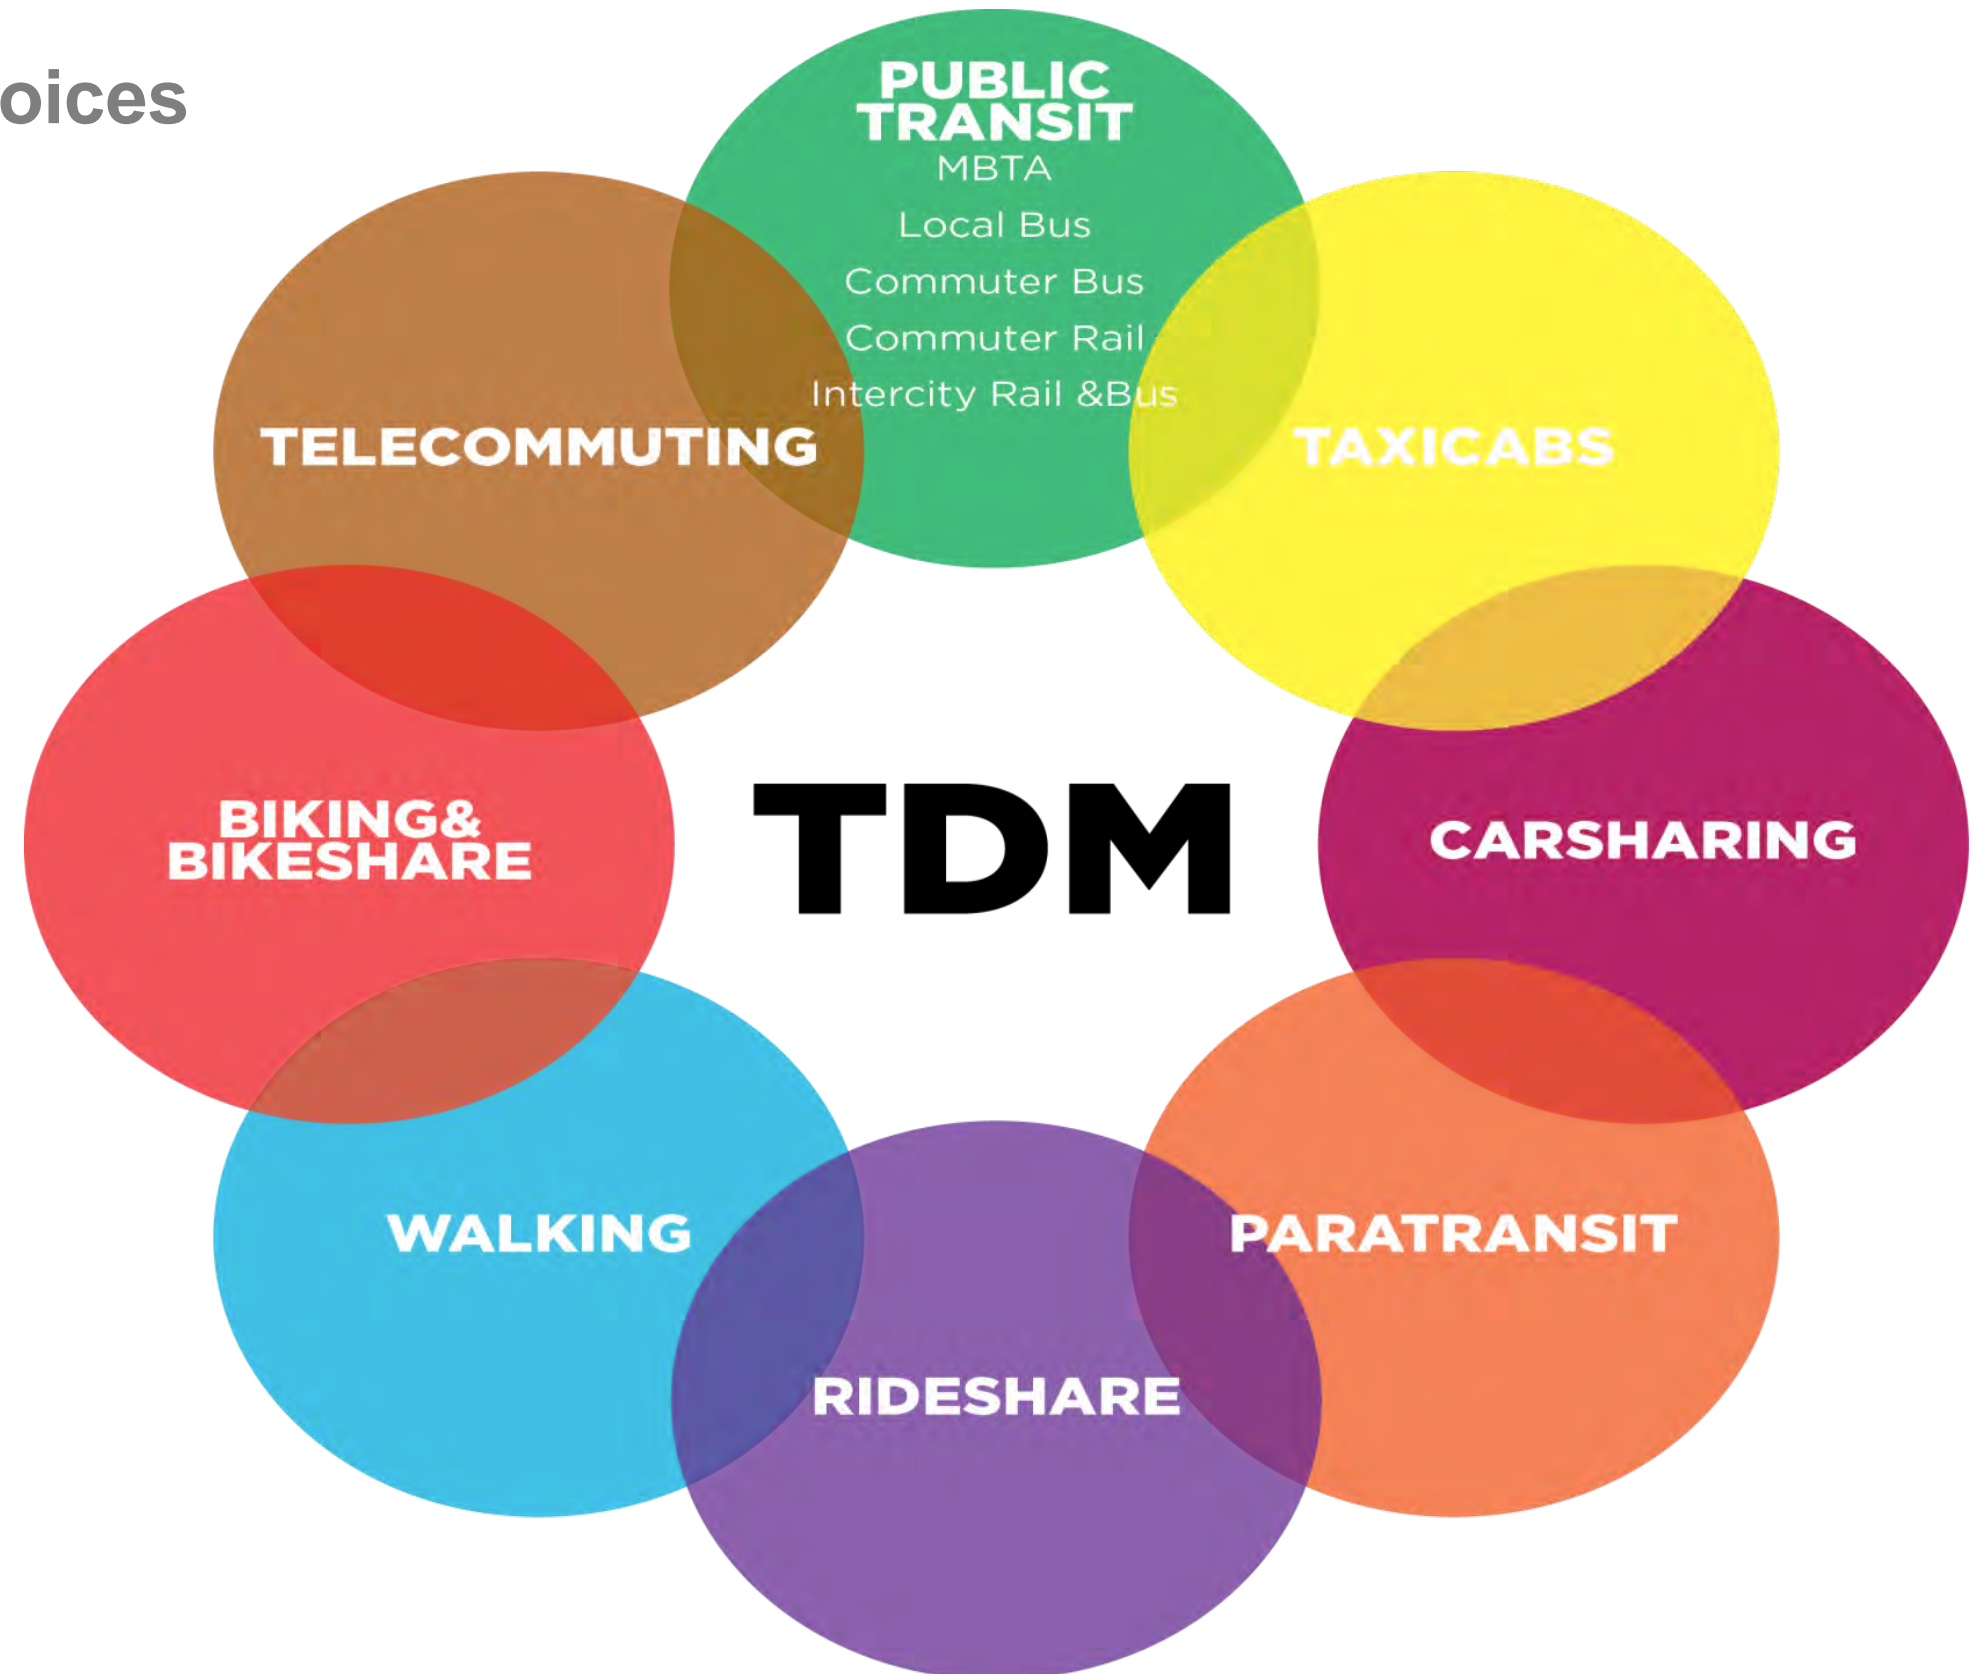 oices
PUBLIC
TRANSIT
MBTA
Local Bus
Commuter Bus
Commuter Rail
Intercity Rail &Bus
TELECOMMUTING
TAXICABS
BIKING&
BIKESHARE
TDM
CARSHARING
WALKING
PARATRANSIT
RIDESHARE